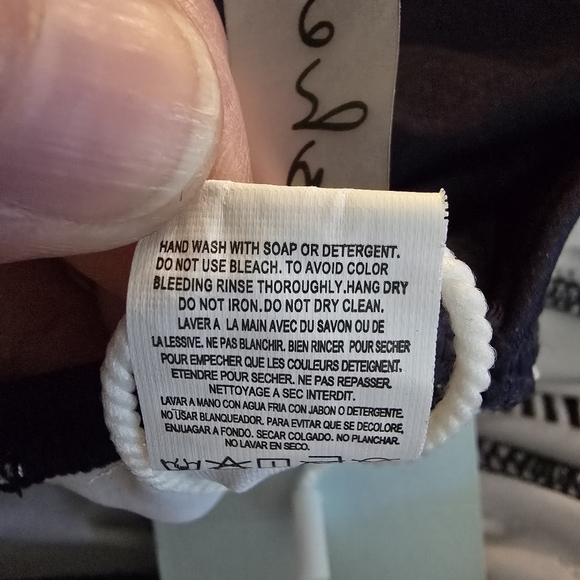 HAND WASH WITH SOAP OR DETERGENT.
DO NOT USE BLEACH. TO AVOID COLOR
BLEEDING RINSE THOROUGHLY.HANG DRY
DO NOT IRON.DO NOT DRY CLEAN.
LAVER A LA MAIN AVEC DU SAVON OU DE
LA LESSIVE. NE PAS BLANCHIR. BIEN RINCER POUR SECHER
POUR EMPECHER QUE LES COULEURS DETEIGNENT,
ETENDRE POUR SECHER. NE PAS REPASSER.
NETTOYAGE A SEC INTERDIT.
LAVAR A MANO CON AGUA FRIA CON JABON O DETERGENTE.
NO USAR BLANQUEADOR. PARA EVITAR QUE SE DECOLORE,
ENJUAGAR A FONDO. SECAR COLGADO. NO PLANCHAR.
NO LAVAR EN SECO.